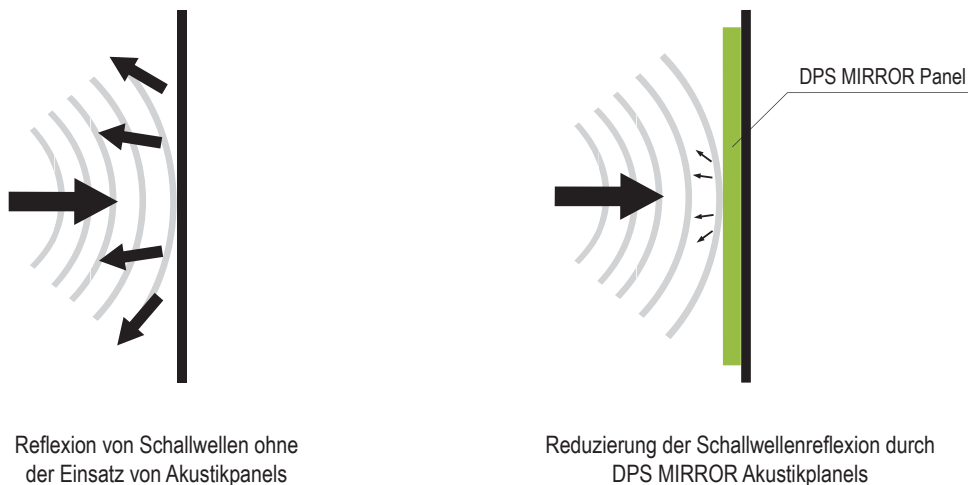 DPS MIRROR Panel
Reflexion von Schallwellen ohne
der Einsatz von Akustikpanels
Reduzierung der Schallwellenreflexion durch
DPS MIRROR Akustikplanels